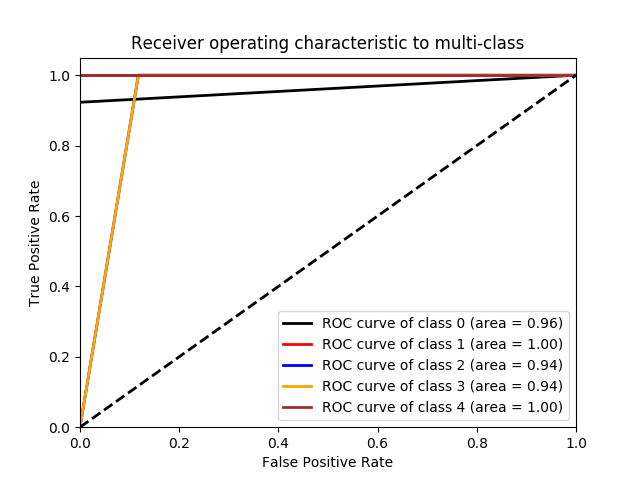 Receiver operating characteristic to multi-class
1.0
0.8
0.6
0.4
0.2
0.0
True Positive Rate
ROC curve of class 0 (area = 0.96)
ROC curve of class 1 (area = 1.00)
ROC curve of class 2 (area = 0.94)
ROC curve of class 3 (area = 0.94)
ROC curve of class 4 (area = 1.00)
0.0 0.2 0.4 0.6 0.8 1.0
False Positive Rate